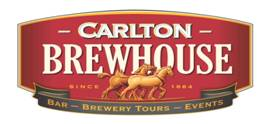 – CARLTON –
BREWHOUSE
SINCE 1864
BAR – BREWERY TOURS – EVENTS